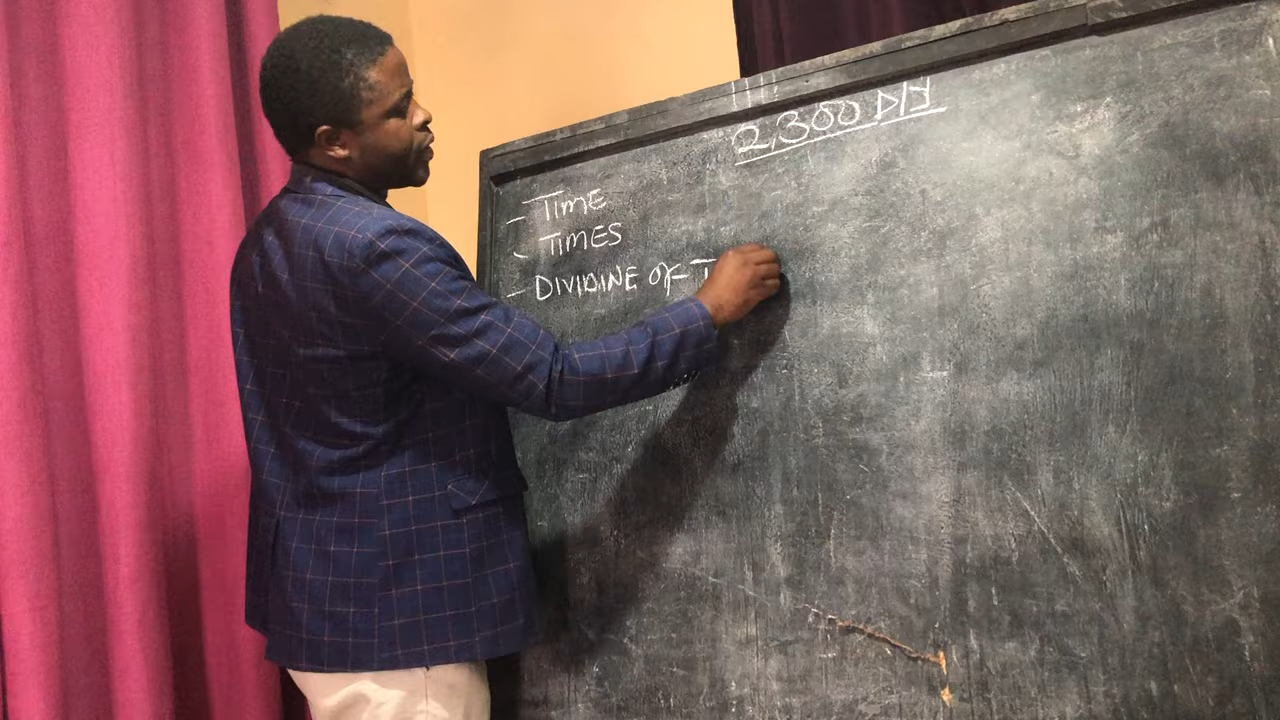 2,300 D/Y
- TIME
- TIMES
- DIVIDINE OF T